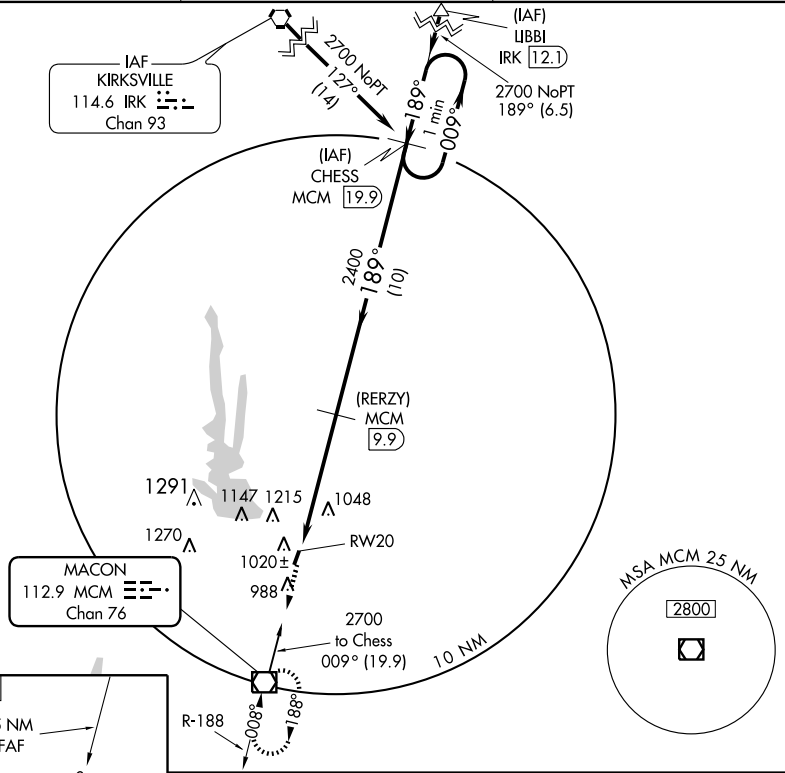 IAF
KIRKSVILLE
114.6 IRK
Chan 93
2700 NoPT
127°
(14)
(IAF)
LIBBI
IRK 12.1
2700 NoPT
189° (6.5)
189°
1 min
009°
(IAF)
CHESS
MCM 19.9
2400
189°
(10)
(RERZY)
MCM
9.9
1291
1147
1215
1048
1270
1020±
RW20
988
MACON
112.9 MCM
Chan 76
2700
to Chess
009° (19.9)
10 NM
MSA MCM 25 NM
2800
R-188
008°
188°
NM
FAF